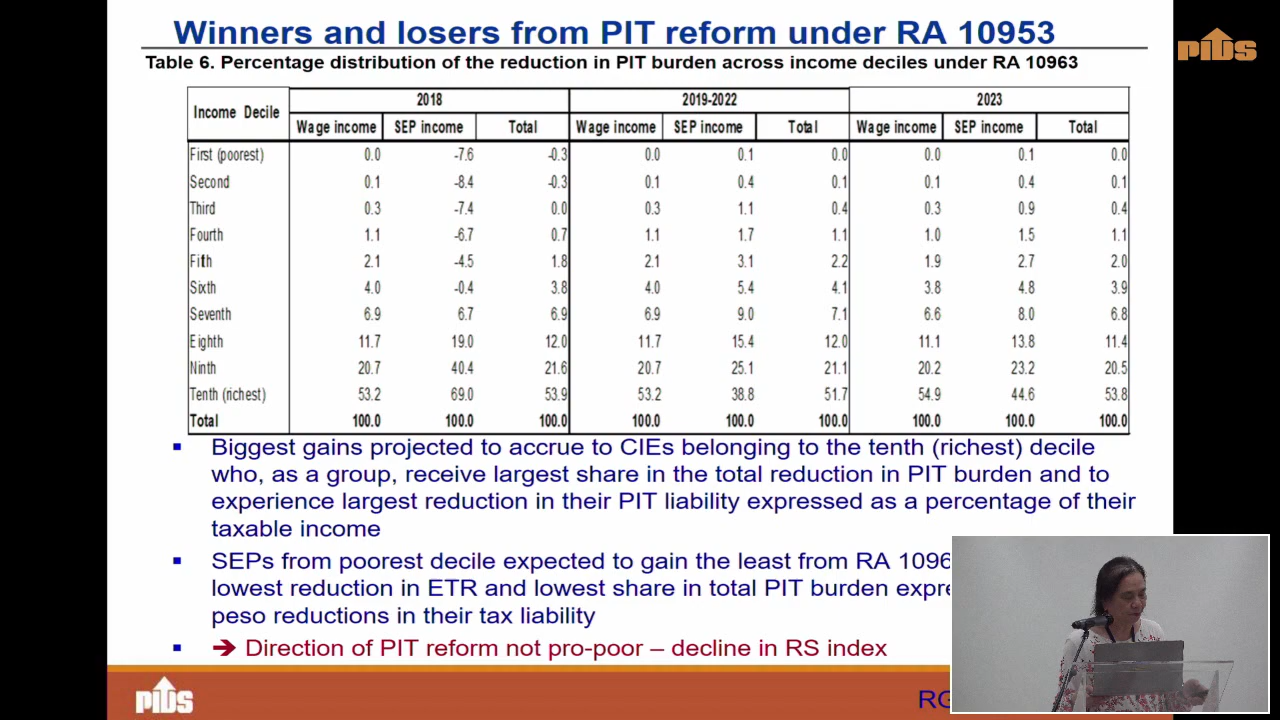 Winners and losers from PIT reform under RA 10953
PIDS
Table 6. Percentage distribution of the reduction in PIT burden across income deciles under RA 10963
Income Decile 2018 2019-2022 2023
Wage income SEP income Total Wage income SEP income Total Wage income SEP income Total
First (poorest) 0.0 -7.6 -0.3 0.0 0.1 0.0 0.0 0.1 0.0
Second 0.1 -8.4 -0.3 0.1 0.4 0.1 0.1 0.4 0.1
Third 0.3 -7.4 0.0 0.3 1.1 0.4 0.3 0.9 0.4
Fourth 1.1 -6.7 0.7 1.1 1.7 1.1 1.0 1.5 1.1
Fifth 2.1 -4.5 1.8 2.1 3.1 2.2 1.9 2.7 2.0
Sixth 4.0 -0.4 3.8 4.0 5.4 4.1 3.8 4.8 3.9
Seventh 6.9 6.7 6.9 6.9 9.0 7.1 6.6 8.0 6.8
Eighth 11.7 19.0 12.0 11.7 15.4 12.0 11.1 13.8 11.4
Ninth 20.7 40.4 21.6 20.7 25.1 21.1 20.2 23.2 20.5
Tenth (richest) 53.2 69.0 53.9 53.2 38.8 51.7 54.9 44.6 53.8
Total 100.0 100.0 100.0 100.0 100.0 100.0 100.0 100.0 100.0
▪ Biggest gains projected to accrue to CIEs belonging to the tenth (richest) decile
who, as a group, receive largest share in the total reduction in PIT burden and to
experience largest reduction in their PIT liability expressed as a percentage of their
taxable income
▪ SEPs from poorest decile expected to gain the least from RA 1096
lowest reduction in ETR and lowest share in total PIT burden expre
peso reductions in their tax liability
▪ ➔ Direction of PIT reform not pro-poor – decline in RS index
PIDS